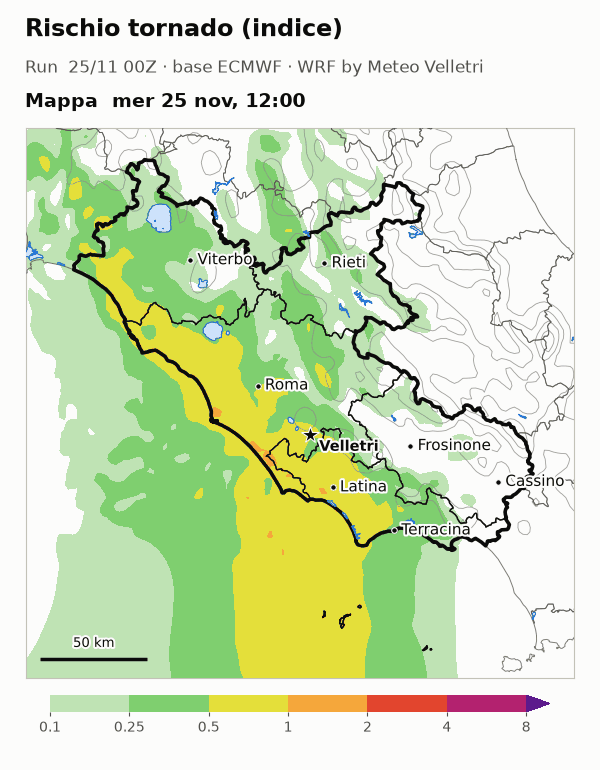 Rischio tornado (indice)
Run  25/11 00Z · base ECMWF · WRF by Meteo Velletri
Mappa  mer 25 nov, 12:00
Viterbo
Rieti
Roma
Velletri
Frosinone
Latina
Cassino
Terracina
50 km
0.1 0.25 0.5 1 2 4 8